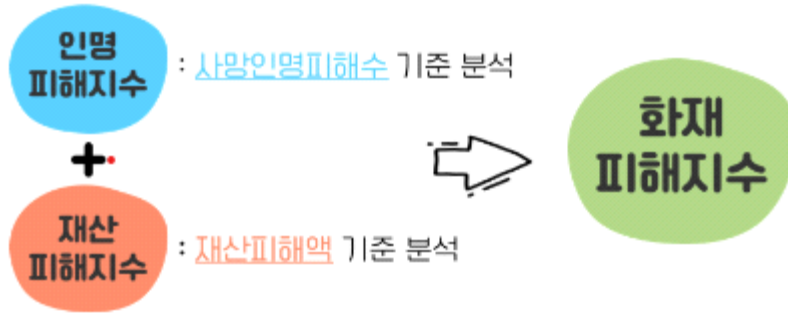 인명
피해지수
: 사망인명피해수 기준 분석
+
재산
피해지수
: 재산피해액 기준 분석
화재
피해지수